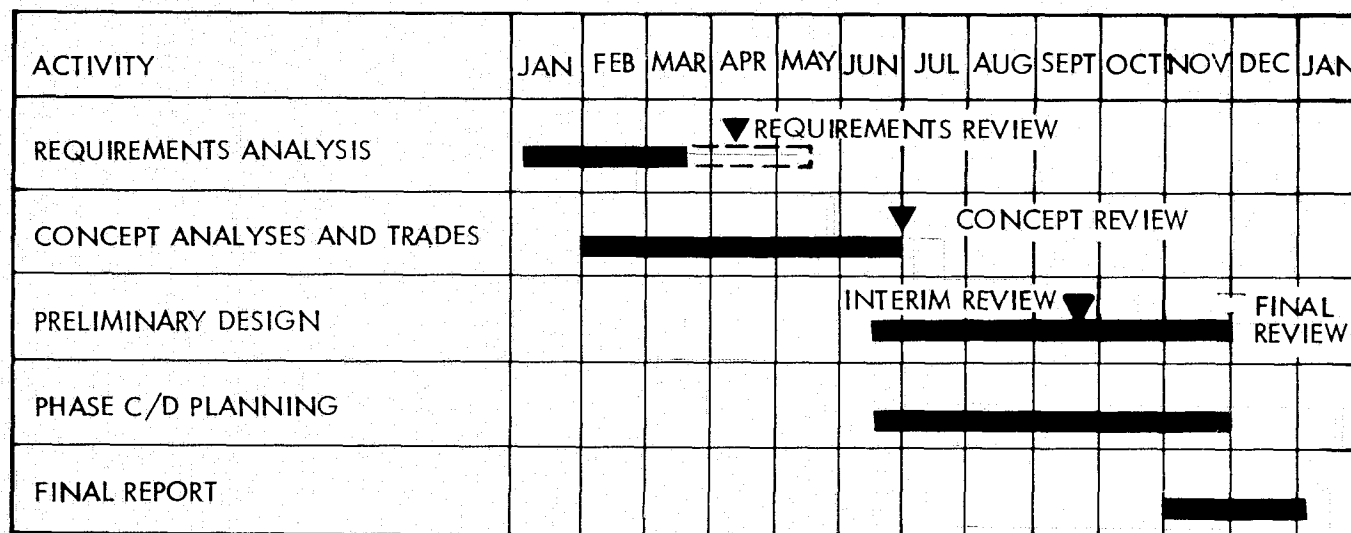 ACTIVITY JAN FEB MAR APR MAY JUN JUL AUG SEPT OCT NOV DEC JAN
REQUIREMENTS REVIEW
REQUIREMENTS ANALYSIS
CONCEPT REVIEW
CONCEPT ANALYSES AND TRADES
INTERIM REVIEW
FINAL
REVIEW
PRELIMINARY DESIGN
PHASE C/D PLANNING
FINAL REPORT